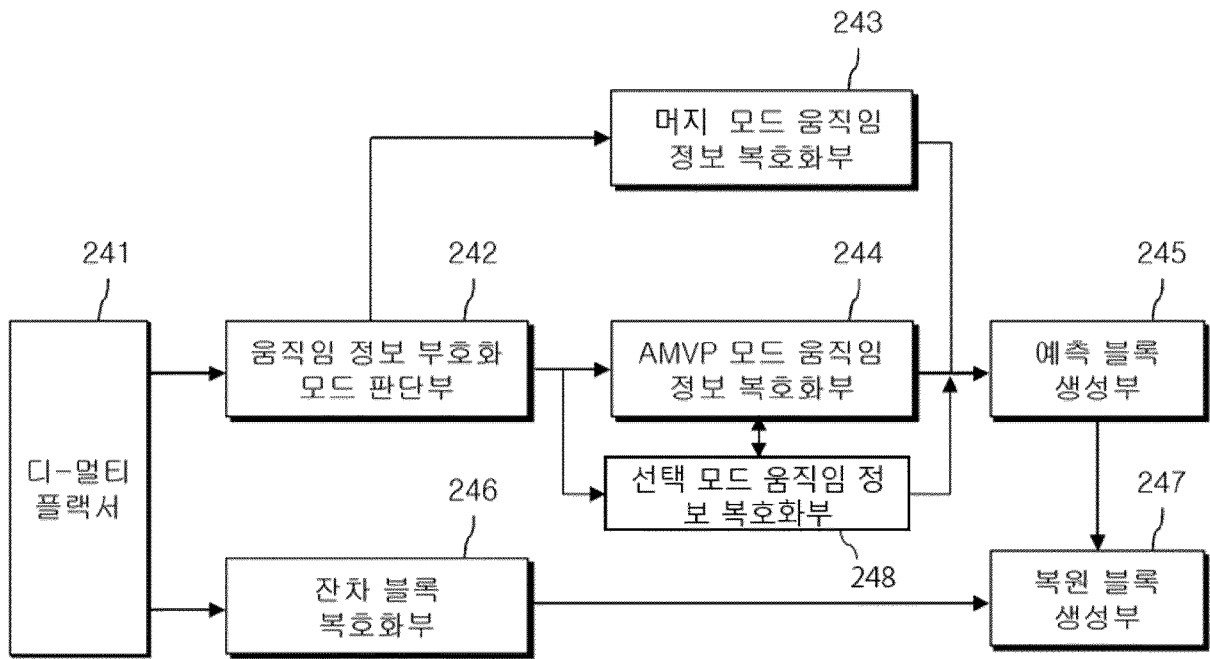 243
머지 모드 움직임
정보 복호화부
241
242
244
245
움직임 정보 부호화
모드 판단부
AMVP 모드 움직임
정보 복호화부
예측 블록
생성부
디-멀티
플랙서
선택 모드 움직임 정
보 복호화부
246
247
248
잔차 블록
복호화부
복원 블록
생성부